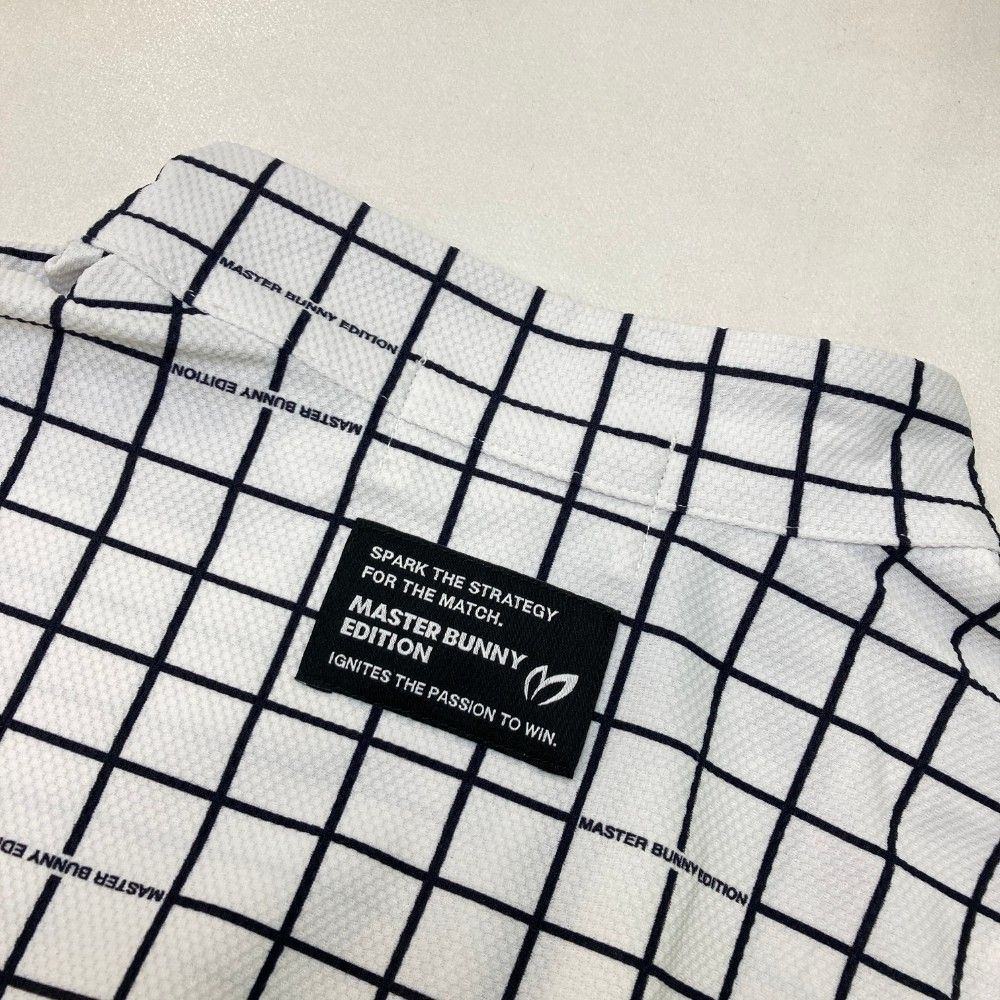 MASTER BUNNY EDITION
MASTER BUNNY EDITION
SPARK THE STRATEGY
FOR THE MATCH.
MASTER BUNNY
EDITION
IGNITES THE PASSION TO WIN.
MASTER BUNNY EDITION
MASTER BUNNY EDI